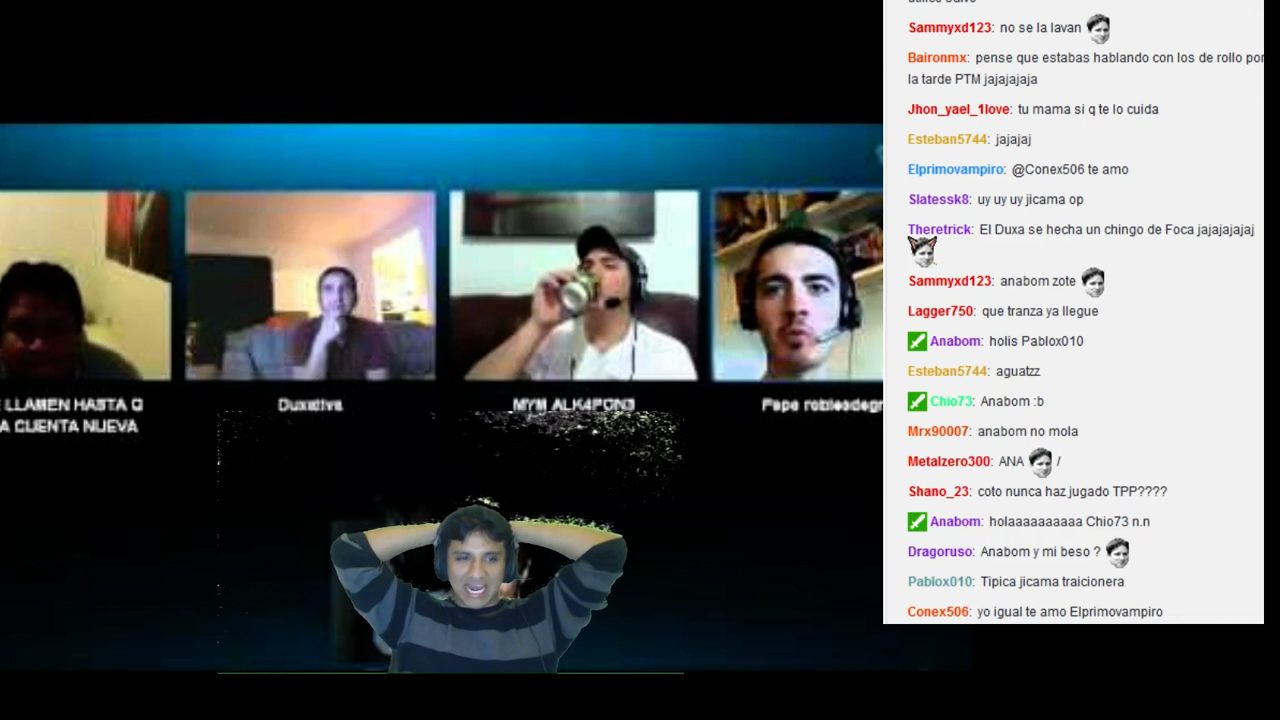 LLAMEN HASTA Q
A CUENTA NUEVA
Duxativa
MYM ALK4PON3
Pepe roblesdegr
Sammyxd123: no se la lavan
Baironmx: pense que estabas hablando con los de rollo por
la tarde PTM jajajajaja
Jhon_yael_1love: tu mama si q te lo cuida
Esteban5744: jajajaj
Elprimovampiro: @Conex506 te amo
Slatessk8: uy uy uy jicama op
Theretrick: El Duxa se hecha un chingo de Foca jajajajajaj
Sammyxd123: anabom zote
Lagger750: que tranza ya llegue
Anabom: holis Pablox010
Esteban5744: aguatzz
Chio73: Anabom :b
Mrx90007: anabom no mola
Metalzero300: ANA /
Shano_23: coto nunca haz jugado TPP????
Anabom: holaaaaaaaaaa Chio73 n.n
Dragoruso: Anabom y mi beso ?
Pablox010: Tipica jicama traicionera
Conex506: yo igual te amo Elprimovampiro